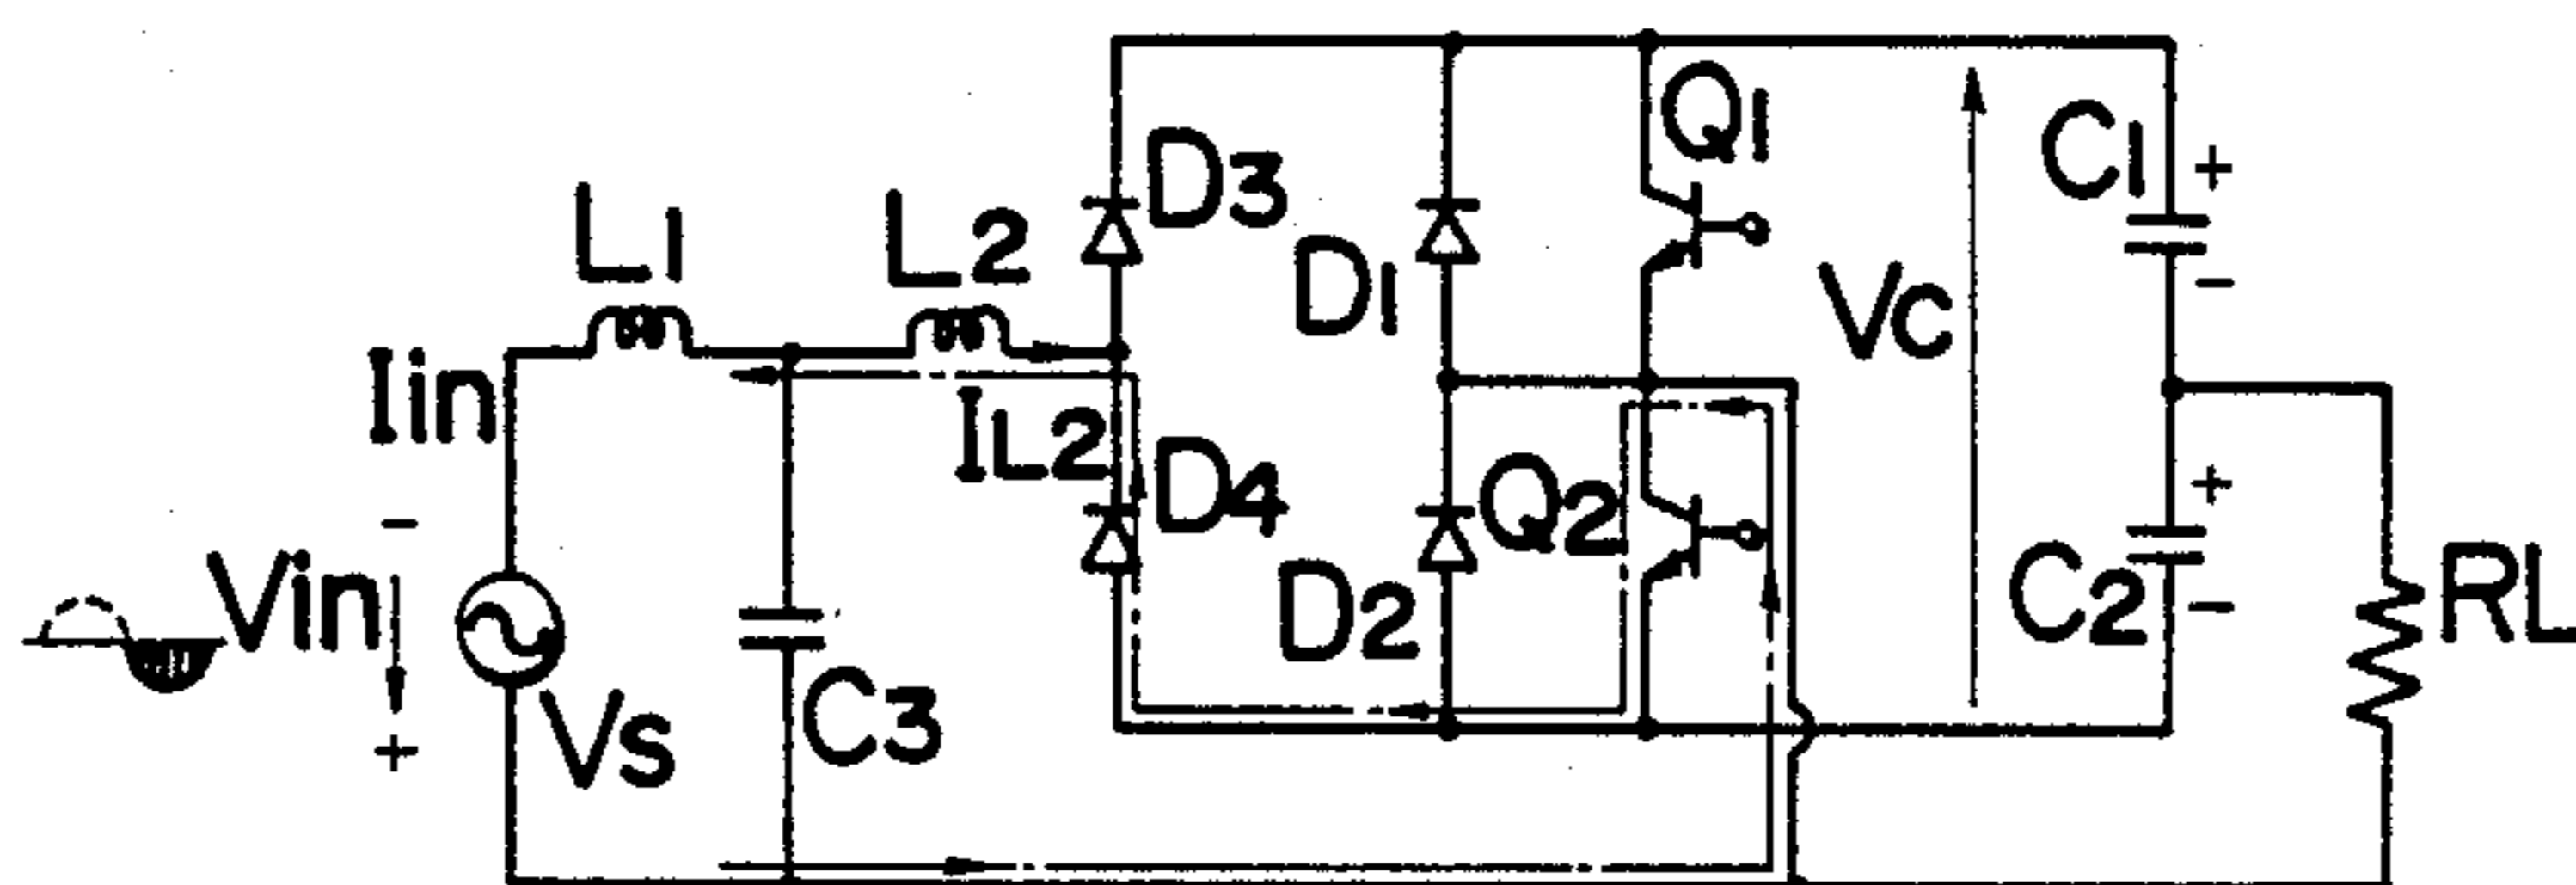 Q1
C1
+
D3
L1
L2
D1
−
VC
Iin
IL2
D4
Q2
+
−
Vin
C2
RL
D2
−
C3
VS
+